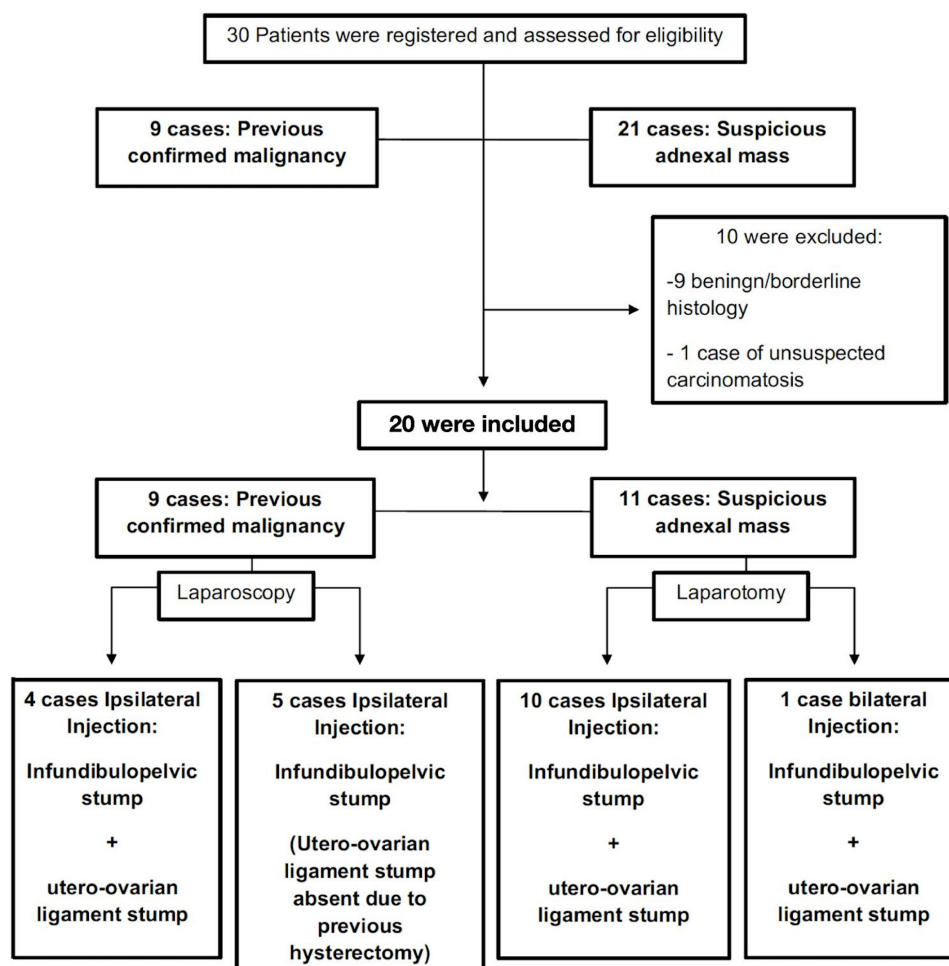 30 Patients were registered and assessed for eligibility
9 cases: Previous
confirmed malignancy
21 cases: Suspicious
adnexal mass
10 were excluded:
-9 beningn/borderline
histology
- 1 case of unsuspected
carcinomatosis
20 were included
9 cases: Previous
confirmed malignancy
11 cases: Suspicious
adnexal mass
Laparoscopy
Laparotomy
4 cases Ipsilateral
Injection:
Infundibulopelvic
stump
+
utero-ovarian
ligament stump
5 cases Ipsilateral
Injection:
Infundibulopelvic
stump
(Utero-ovarian
ligament stump
absent due to
previous
hysterectomy)
10 cases Ipsilateral
Injection:
Infundibulopelvic
stump
+
utero-ovarian
ligament stump
1 case bilateral
Injection:
Infundibulopelvic
stump
+
utero-ovarian
ligament stump